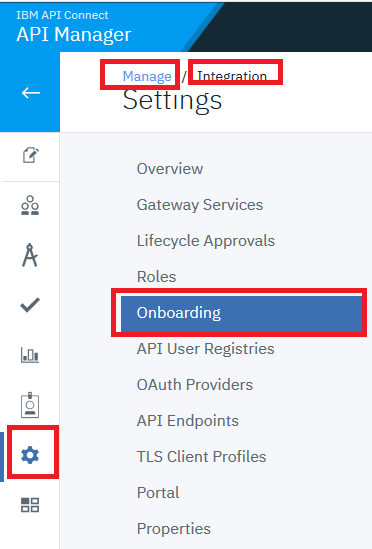 IBM API Connect
API Manager
Manage / Integration
Settings
Overview
Gateway Services
Lifecycle Approvals
Roles
Onboarding
API User Registries
OAuth Providers
API Endpoints
TLS Client Profiles
Portal
Properties